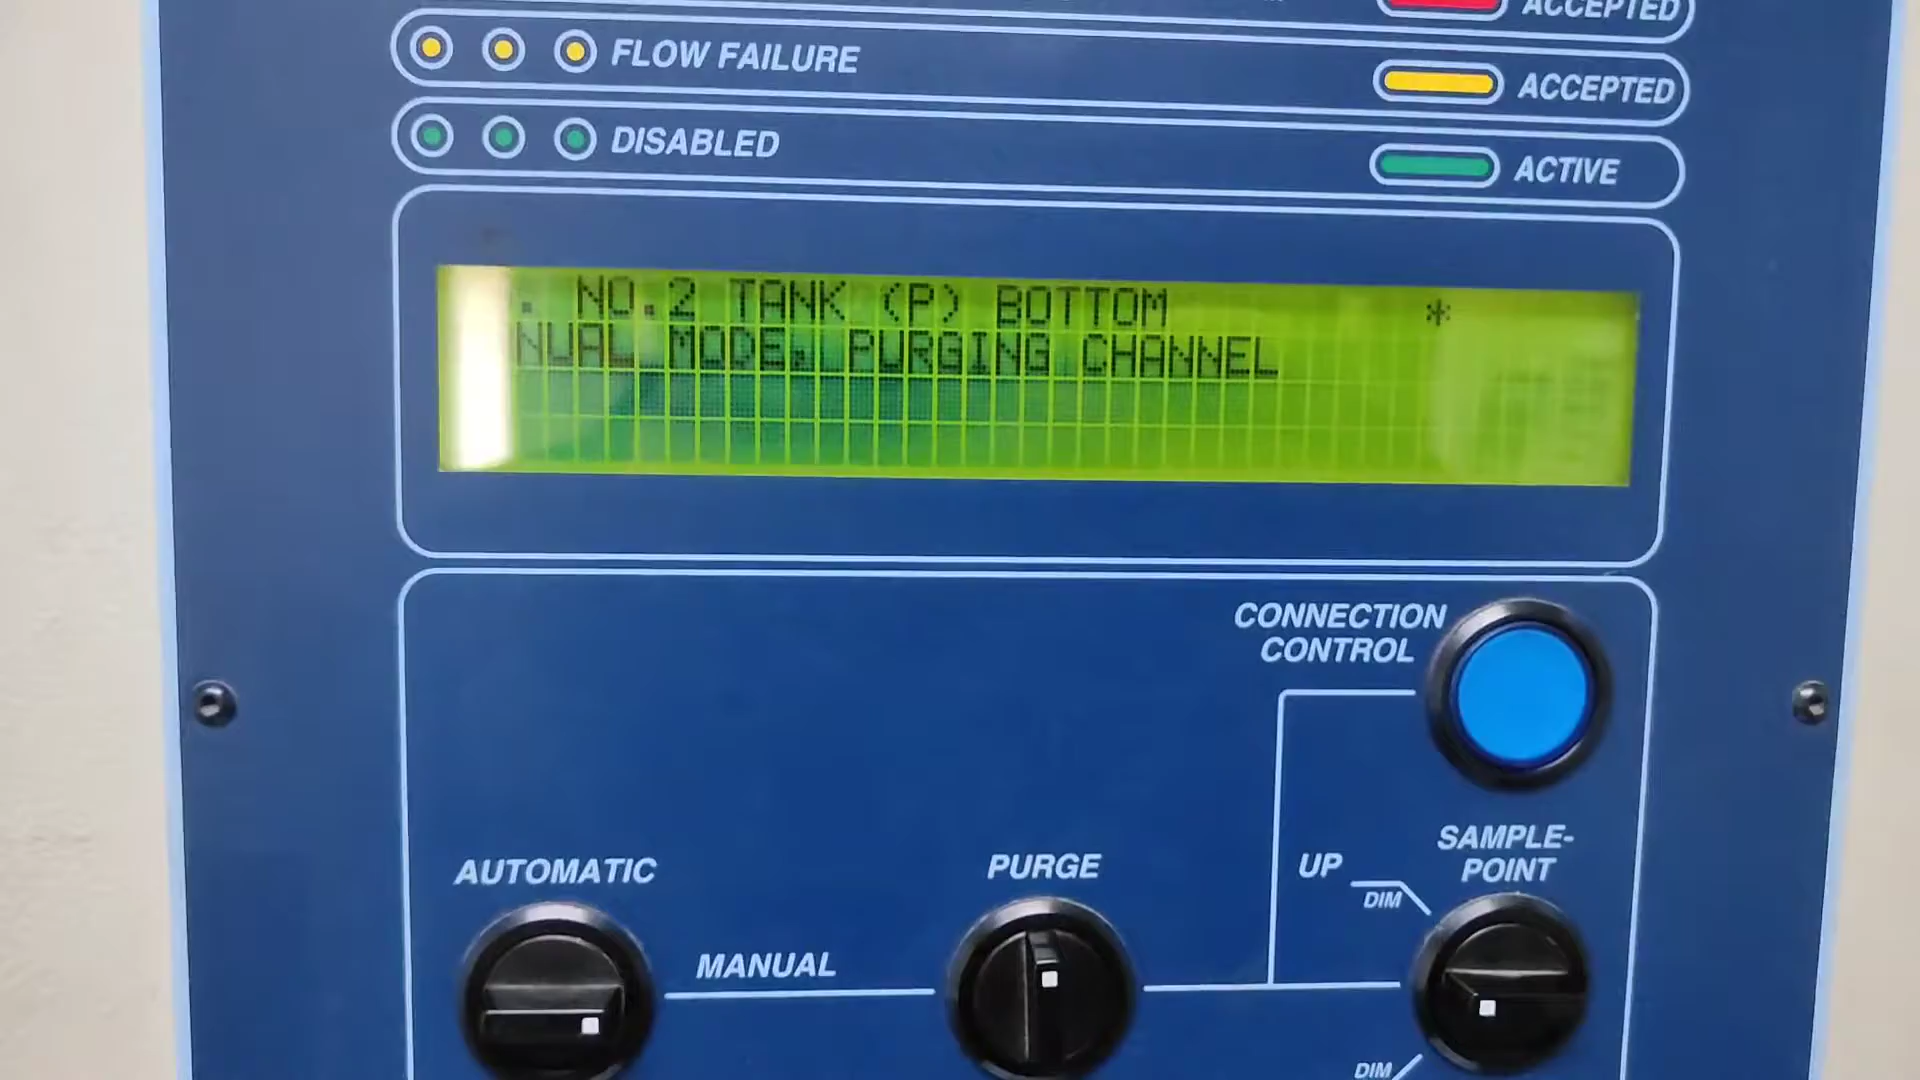 ACCEPTED
FLOW FAILURE
ACCEPTED
DISABLED
ACTIVE
. NO.2 TANK (P) BOTTOM *
NUAL MODE, PURGING CHANNEL
CONNECTION
CONTROL
SAMPLE-
POINT
UP
DIM
AUTOMATIC
PURGE
MANUAL
DIM